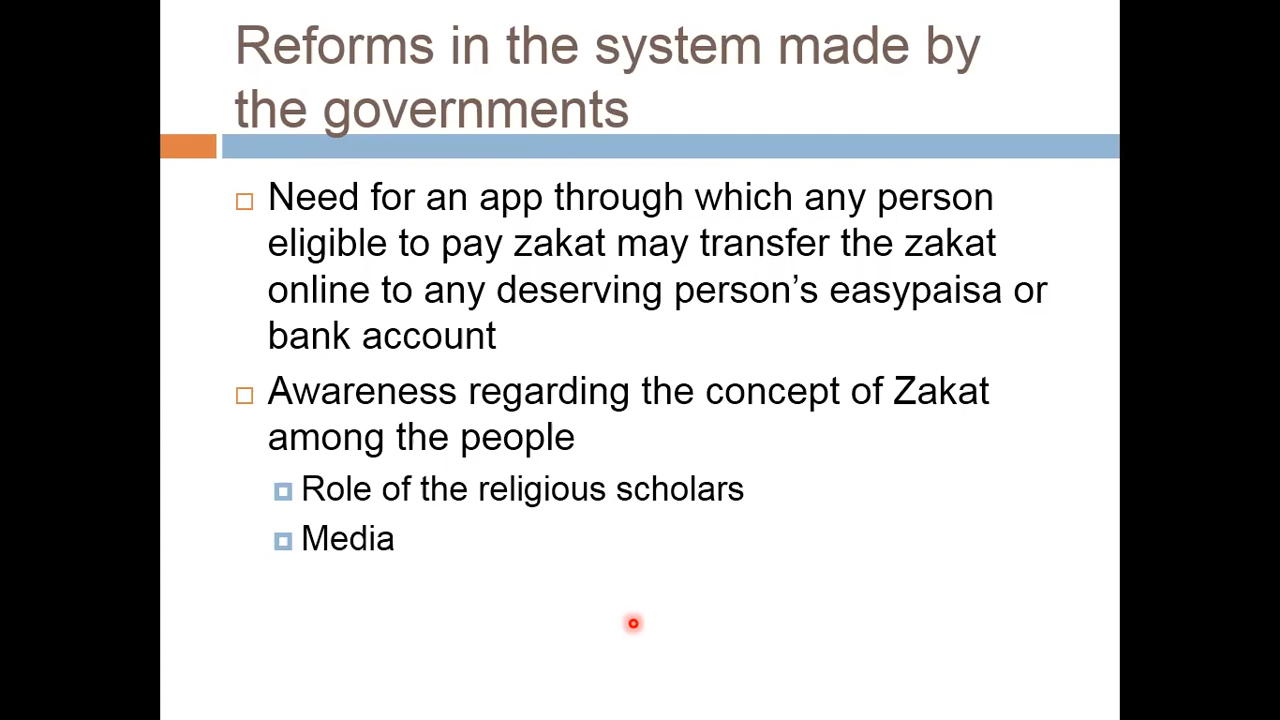 Reforms in the system made by
the governments
Need for an app through which any person
eligible to pay zakat may transfer the zakat
online to any deserving person’s easypaisa or
bank account
Awareness regarding the concept of Zakat
among the people
Role of the religious scholars
Media